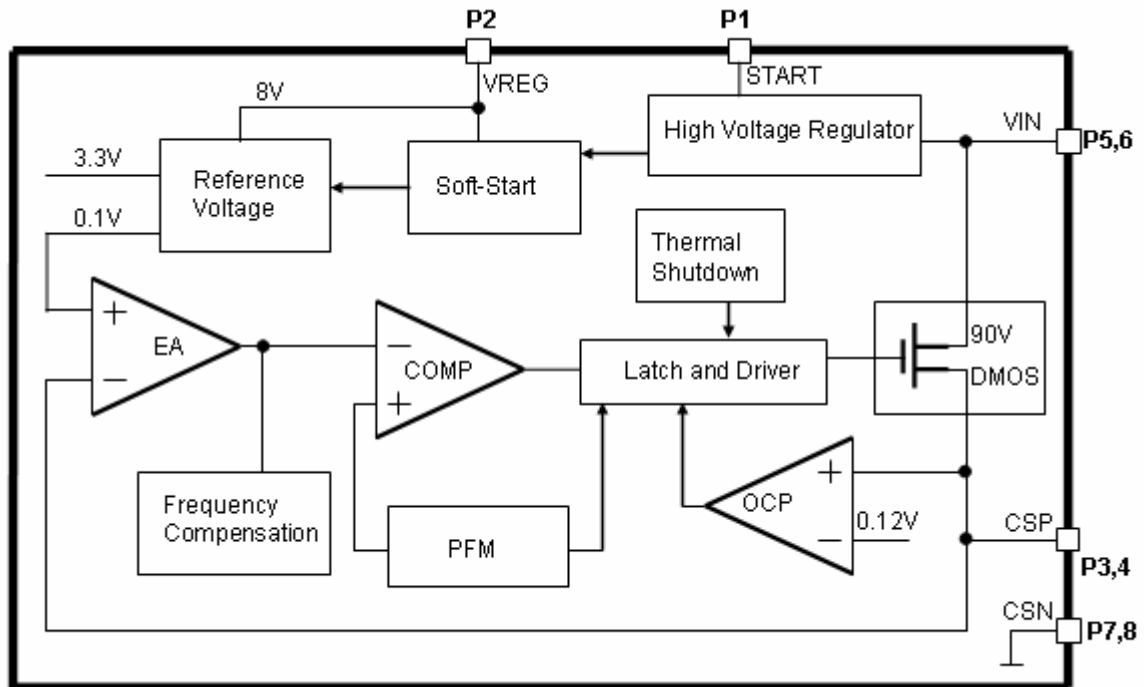 P2
P1
VREG
START
8V
High Voltage Regulator
VIN
P5,6
3.3V
Reference
Voltage
Soft-Start
0.1V
Thermal
Shutdown
+
EA
−
−
COMP
+
Latch and Driver
90V
DMOS
Frequency
Compensation
PFM
+
OCP
0.12V
−
CSP
P3,4
CSN
P7,8